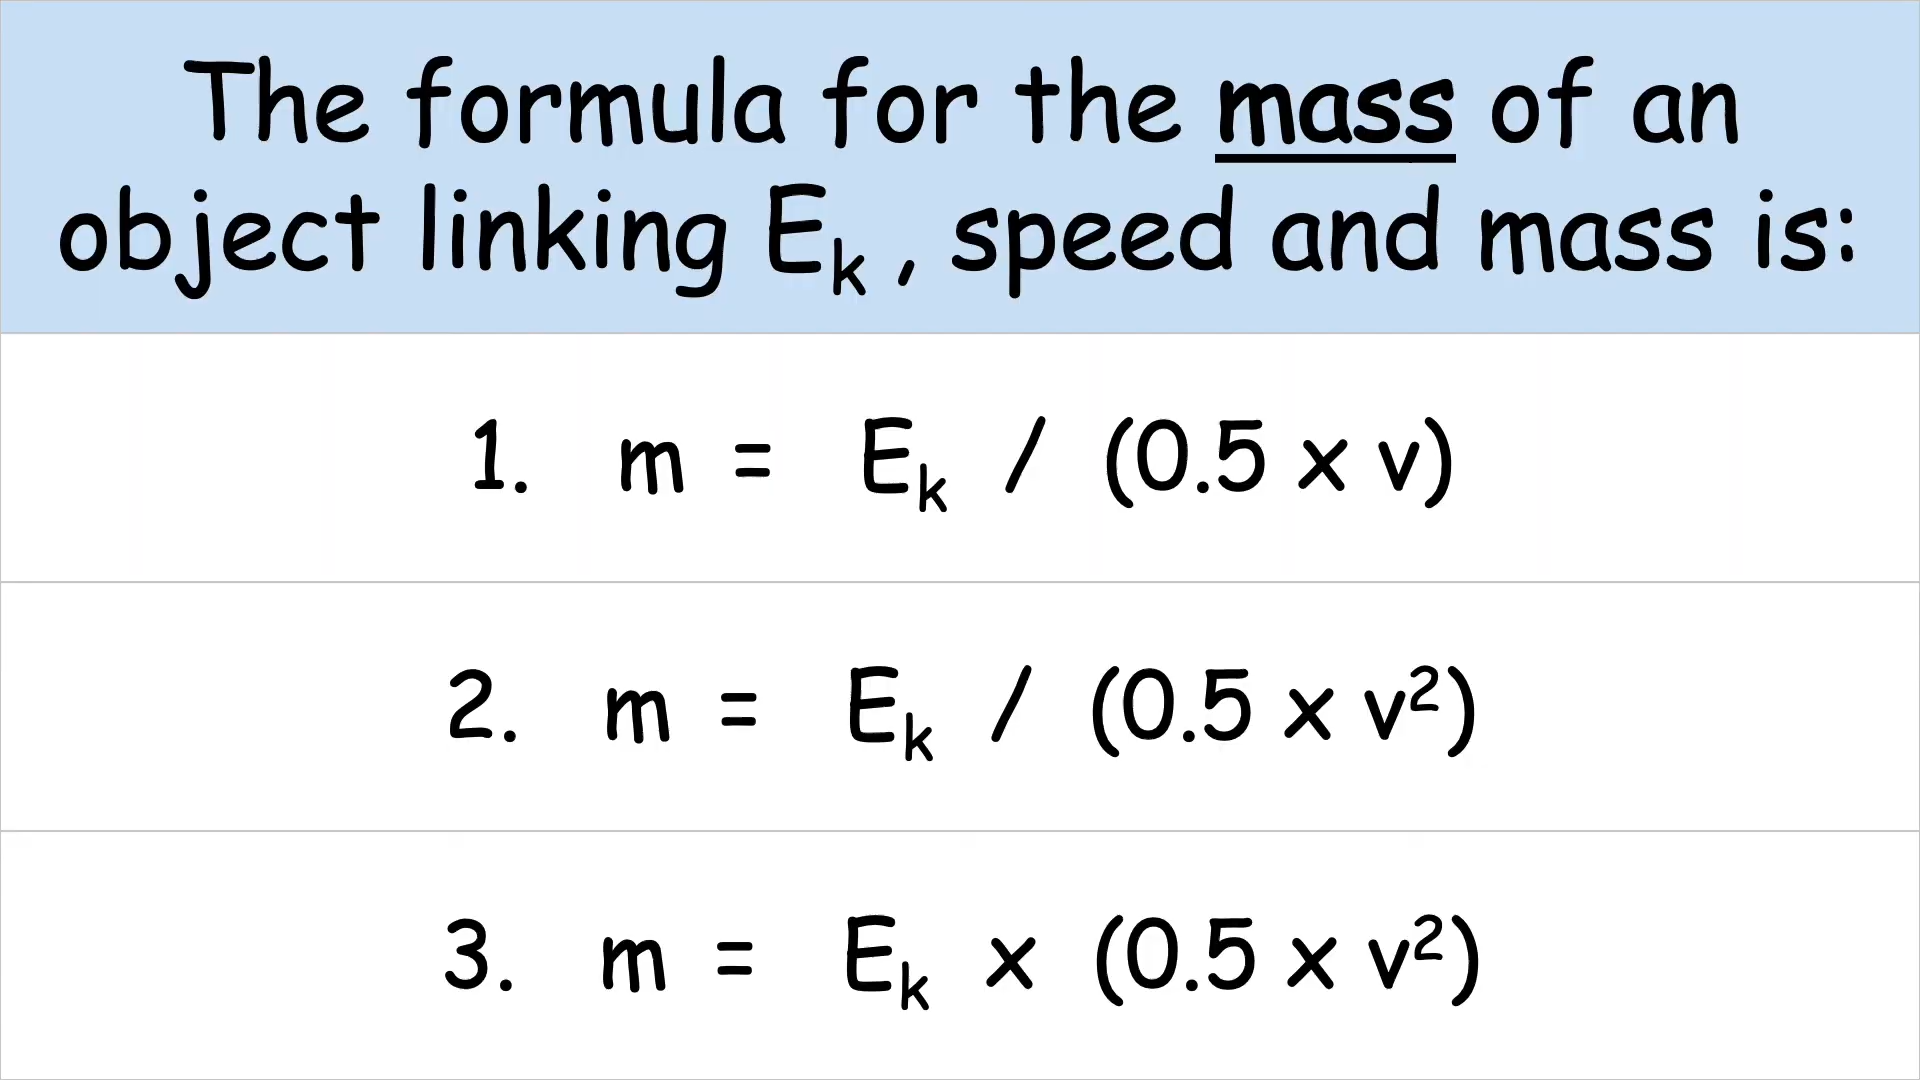 The formula for the mass of an
object linking Eₖ , speed and mass is:
1. m = Eₖ / (0.5 x v)
2. m = Eₖ / (0.5 x v²)
3. m = Eₖ x (0.5 x v²)